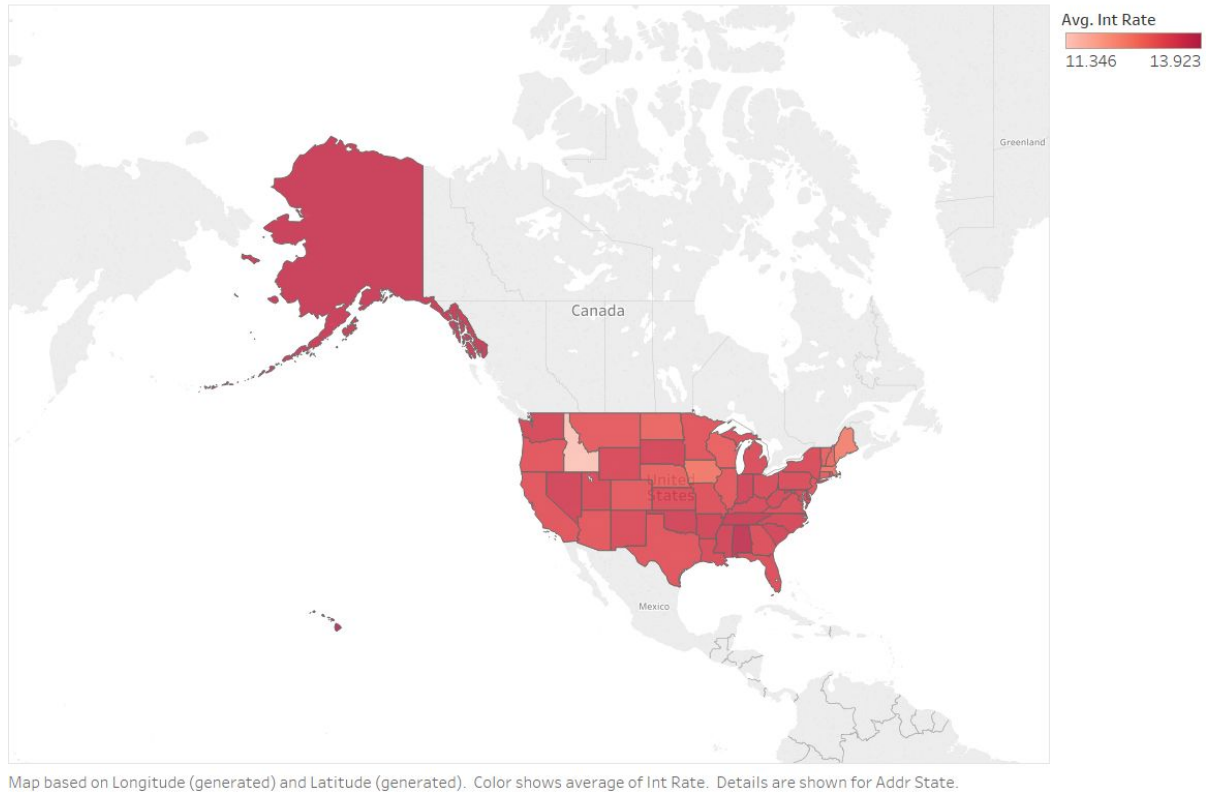 Avg. Int Rate
11.346 13.923
Greenland
Canada
United
States
Mexico
Map based on Longitude (generated) and Latitude (generated). Color shows average of Int Rate. Details are shown for Addr State.